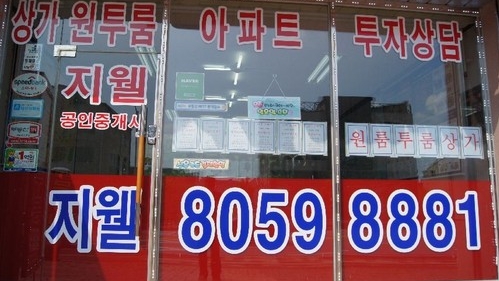 상가 원투룸 아파트 투자상담
지웰
공인중개사
원룸투룸상가
지웰 8059 8881